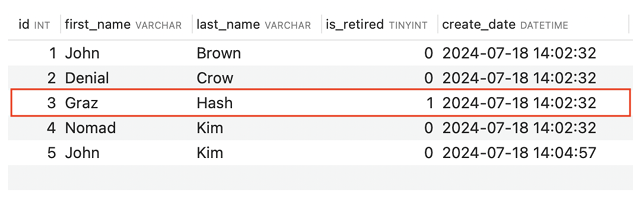 id INT first_name VARCHAR last_name VARCHAR is_retired TINYINT create_date DATETIME
1 John Brown 0 2024-07-18 14:02:32
2 Denial Crow 0 2024-07-18 14:02:32
3 Graz Hash 1 2024-07-18 14:02:32
4 Nomad Kim 0 2024-07-18 14:02:32
5 John Kim 0 2024-07-18 14:04:57